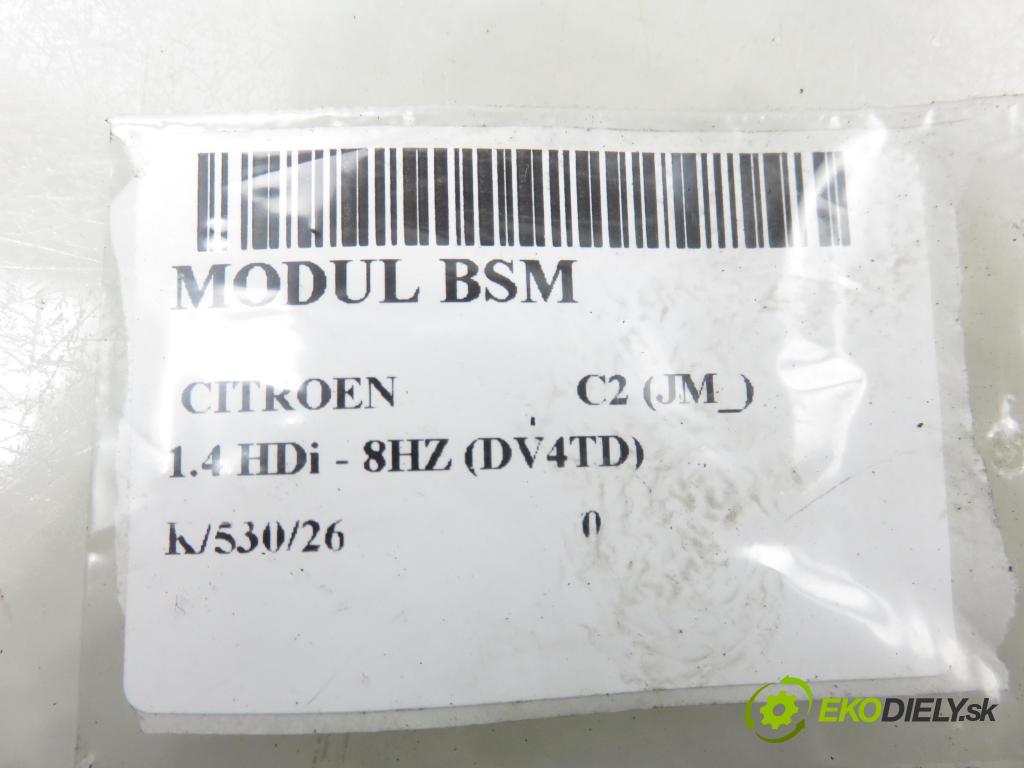 MODUL BSM
CITROEN C2 (JM_)
1.4 HDi - 8HZ (DV4TD)
K/530/26 0
EKODIELY.sk